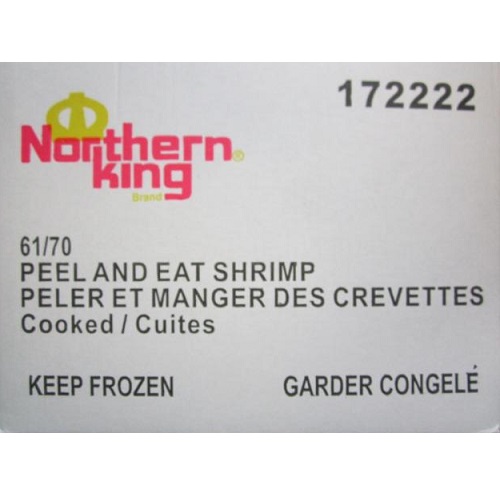 172222
Northern
king®
Brand
61/70
PEEL AND EAT SHRIMP
PELER ET MANGER DES CREVETTES
Cooked / Cuites
KEEP FROZEN GARDER CONGELÉ